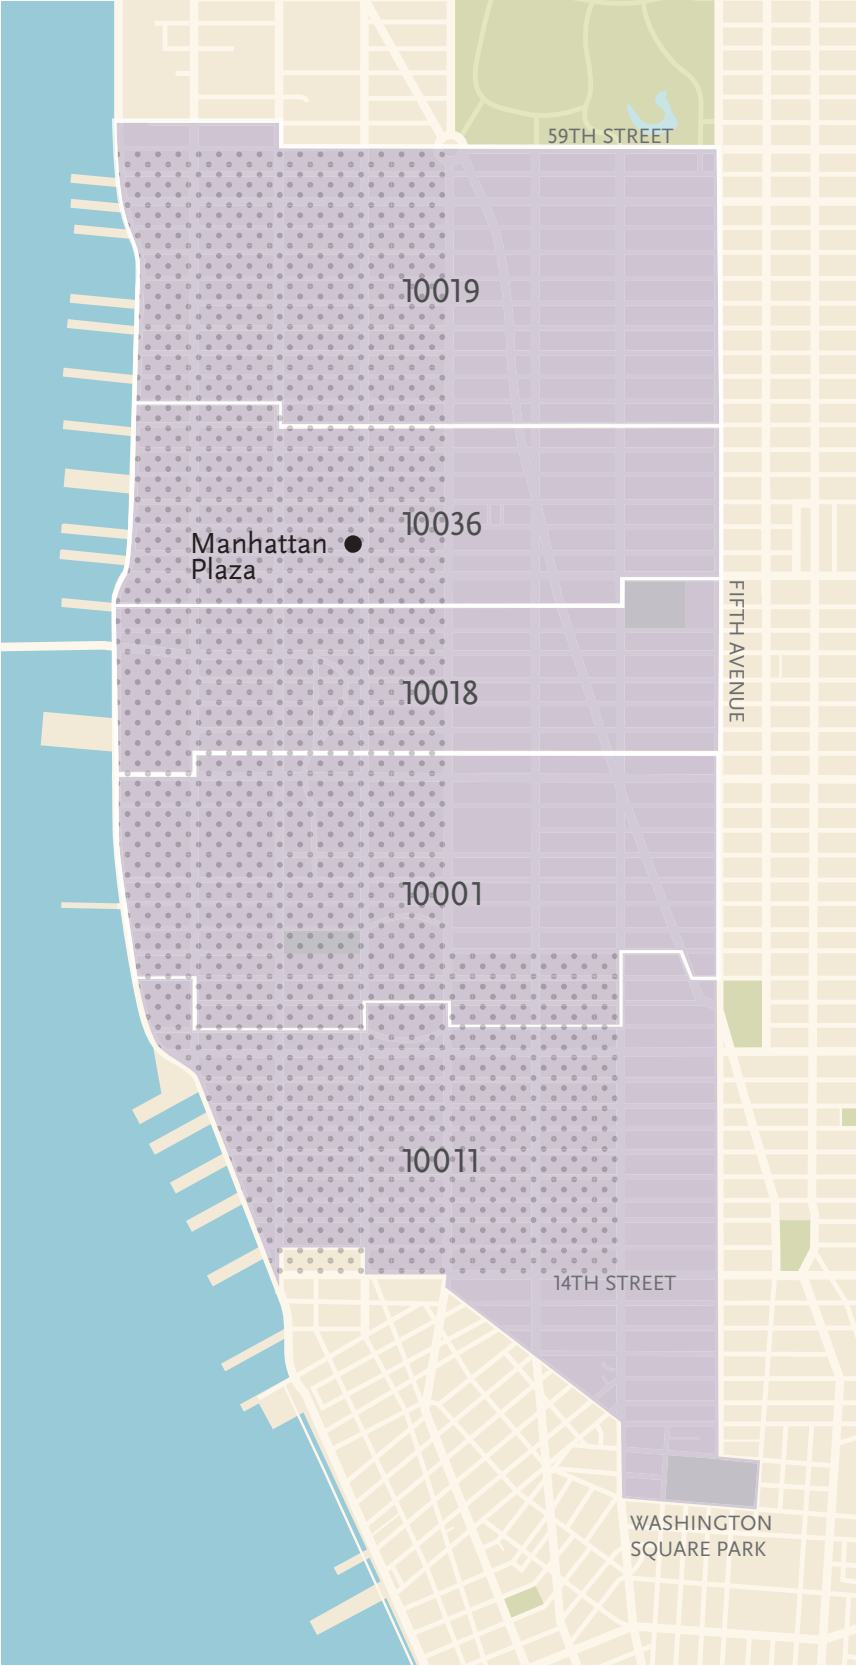 59TH STREET
10019
10036
Manhattan
Plaza
FIFTH AVENUE
10018
10001
10011
14TH STREET
WASHINGTON
SQUARE PARK